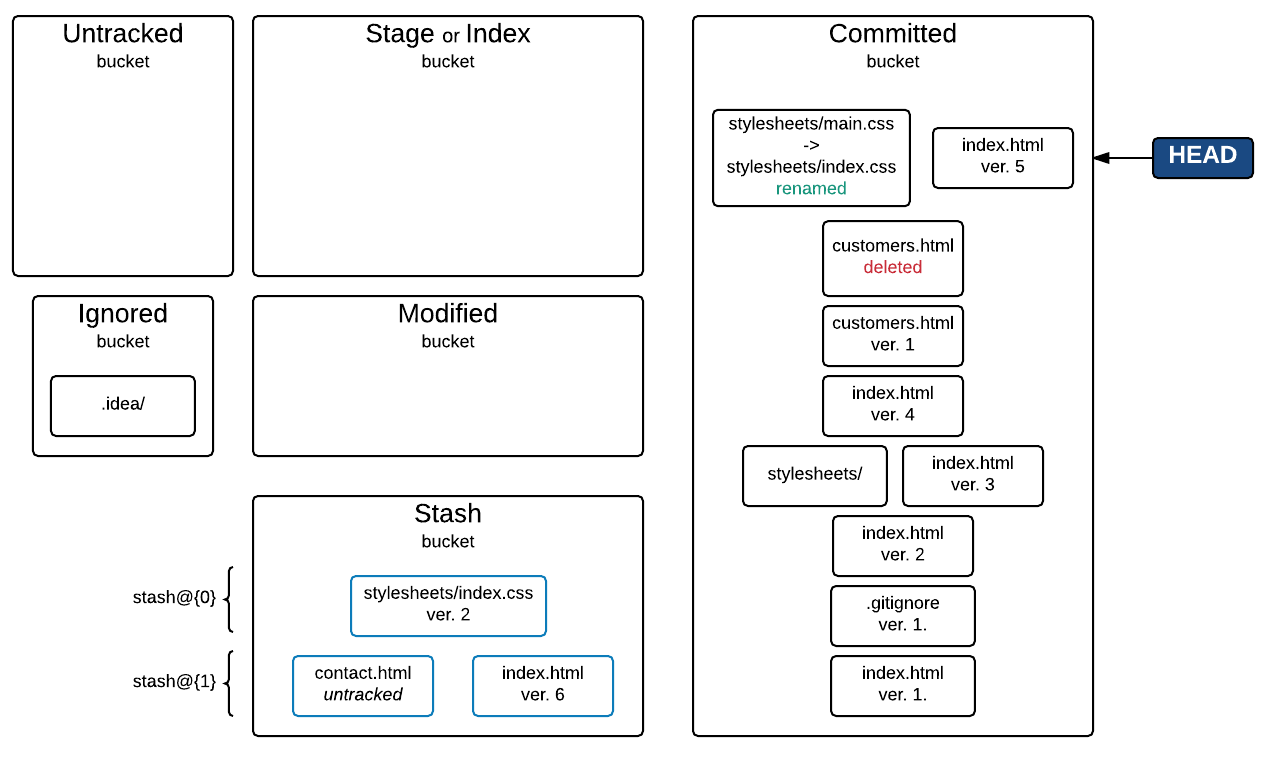 Untracked
bucket
Stage or Index
bucket
Committed
bucket
stylesheets/main.css
->
stylesheets/index.css
renamed
index.html
ver. 5
HEAD
customers.html
deleted
Ignored
bucket
.idea/
Modified
bucket
customers.html
ver. 1
index.html
ver. 4
stylesheets/
index.html
ver. 3
Stash
bucket
stash@{0}
stylesheets/index.css
ver. 2
stash@{1}
contact.html
untracked
index.html
ver. 6
index.html
ver. 2
.gitignore
ver. 1.
index.html
ver. 1.